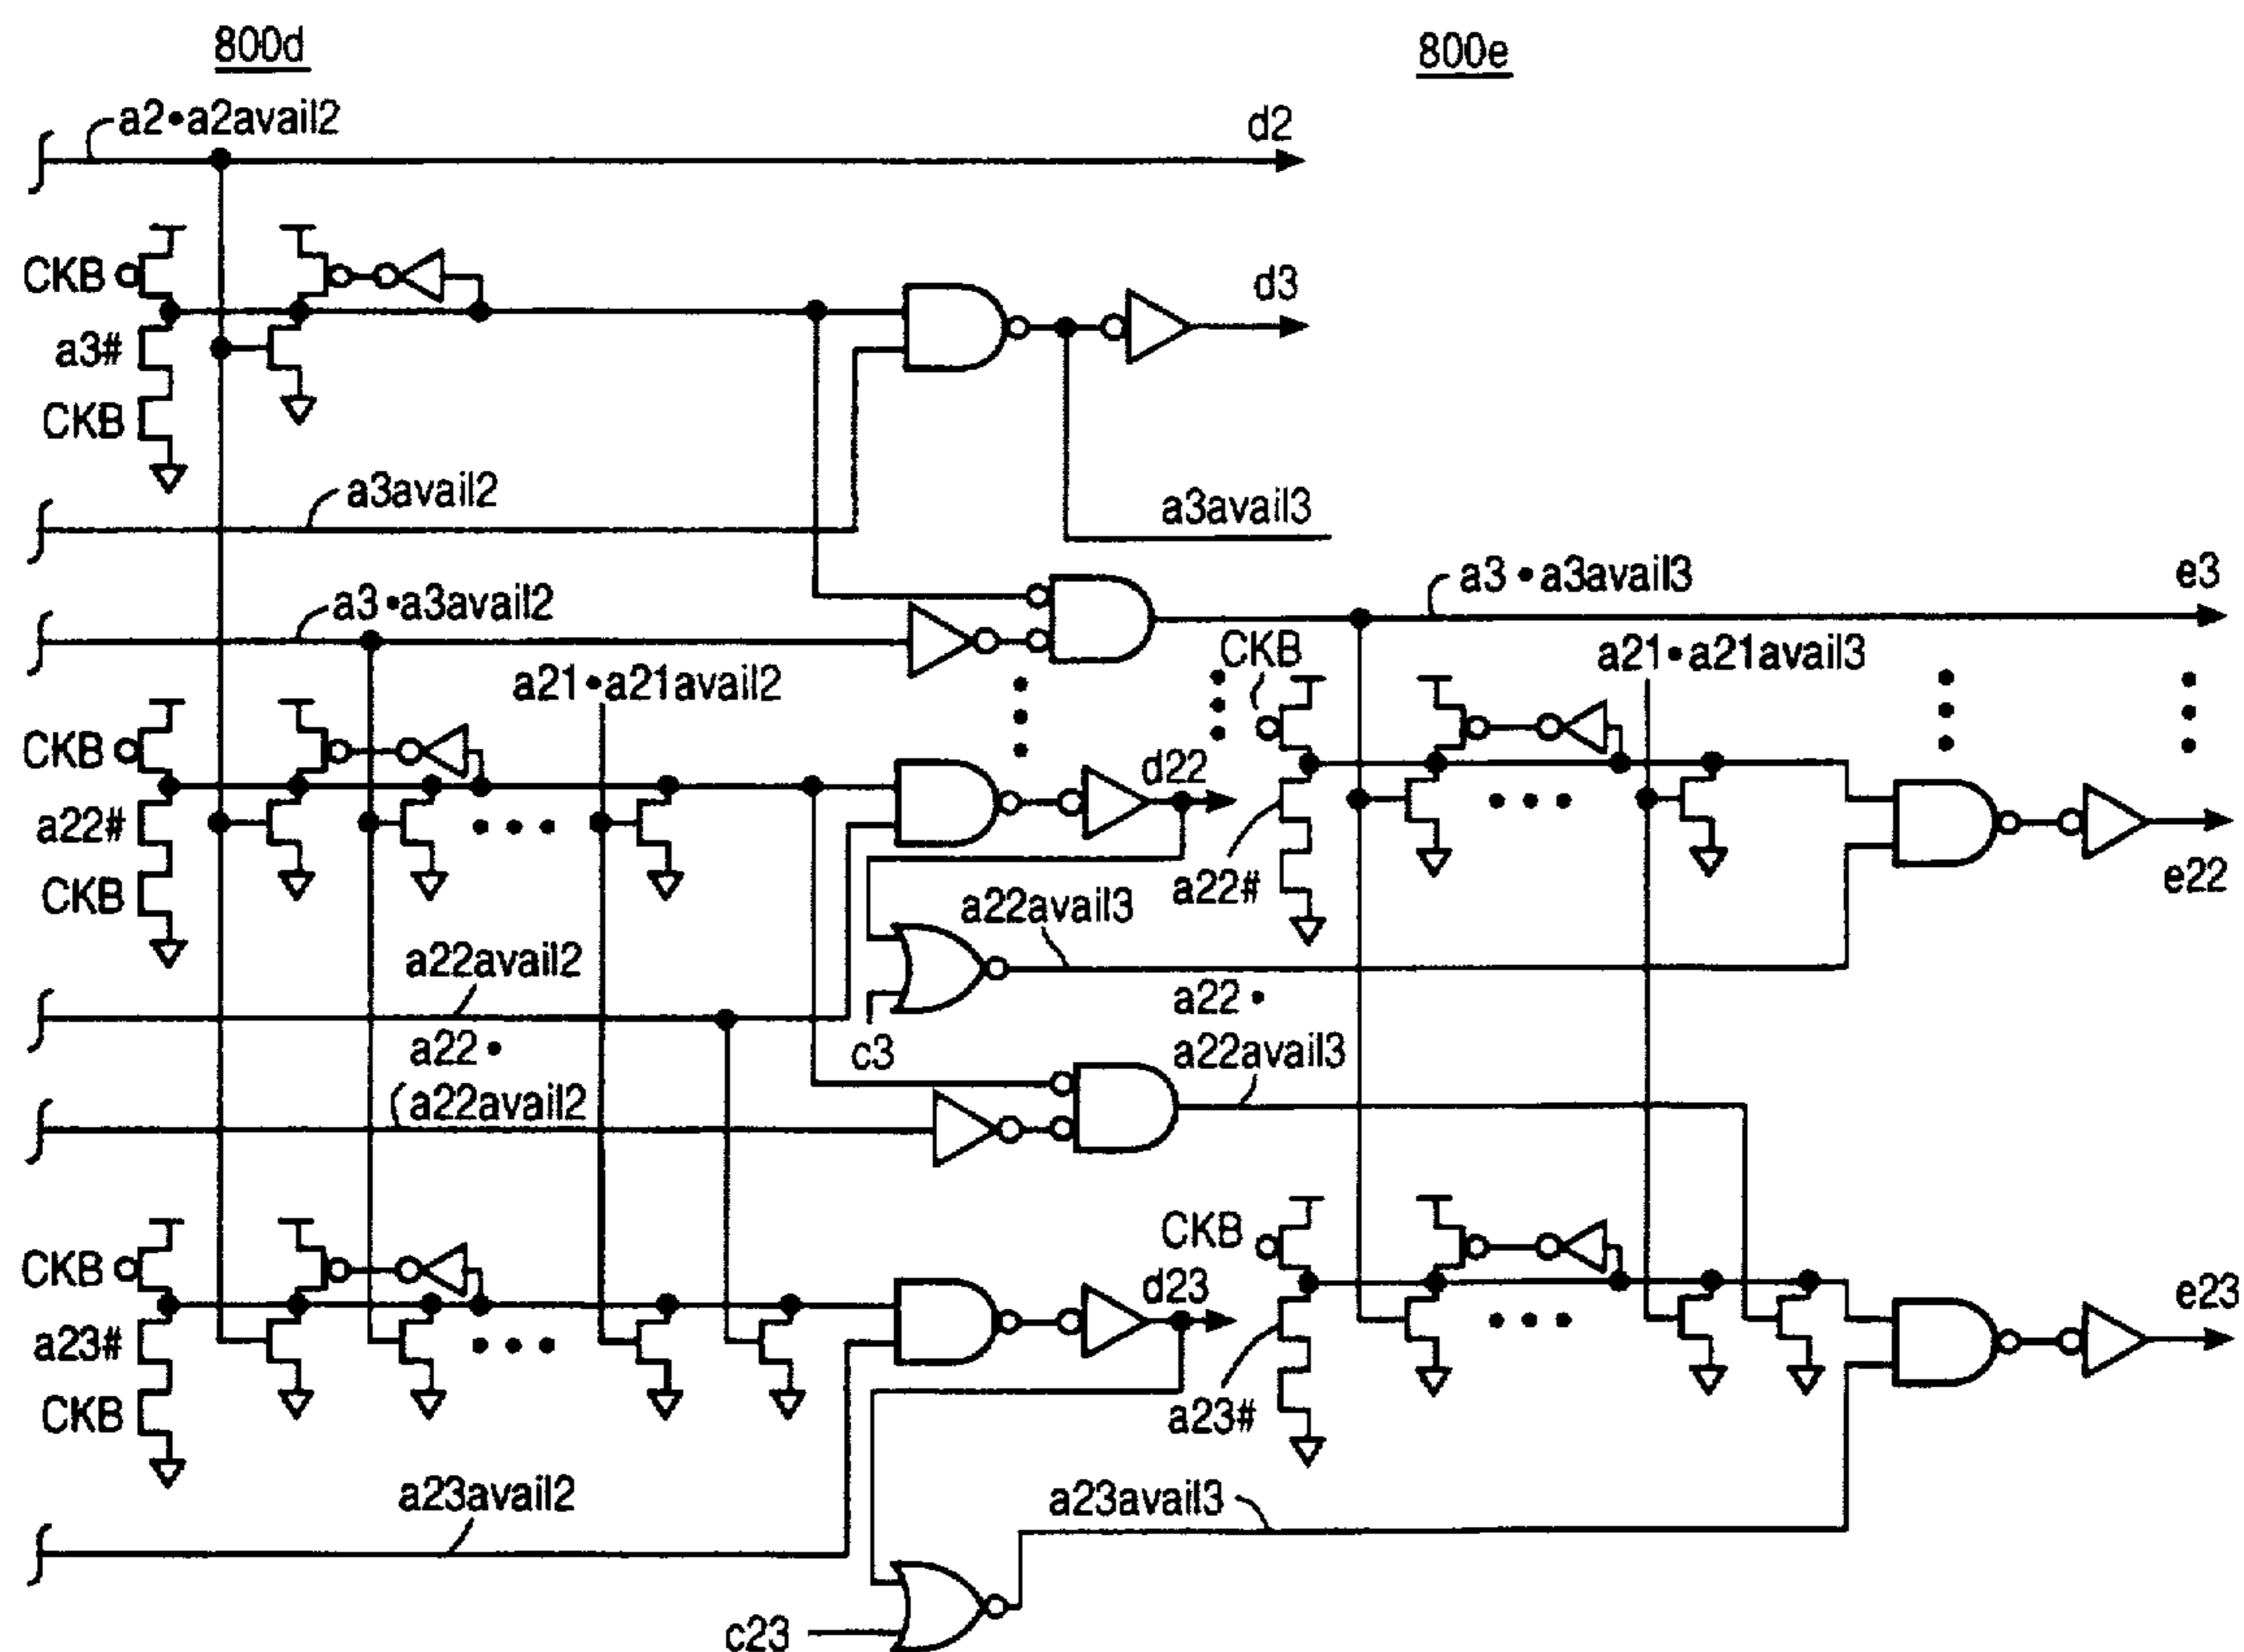 800d
800e
a2•a2avail2
d2
CKB
a3#
CKB
d3
a3avail2
a3avail3
a3•a3avail2
a3•a3avail3
e3
CKB
a21•a21avail2
a21•a21avail3
CKB
a22#
CKB
d22
a22#
e22
a22avail3
a22avail2
c3
a22•
a22avail3
a22•
a22avail2
CKB
CKB
a23#
CKB
d23
a23#
e23
a23avail2
a23avail3
c23